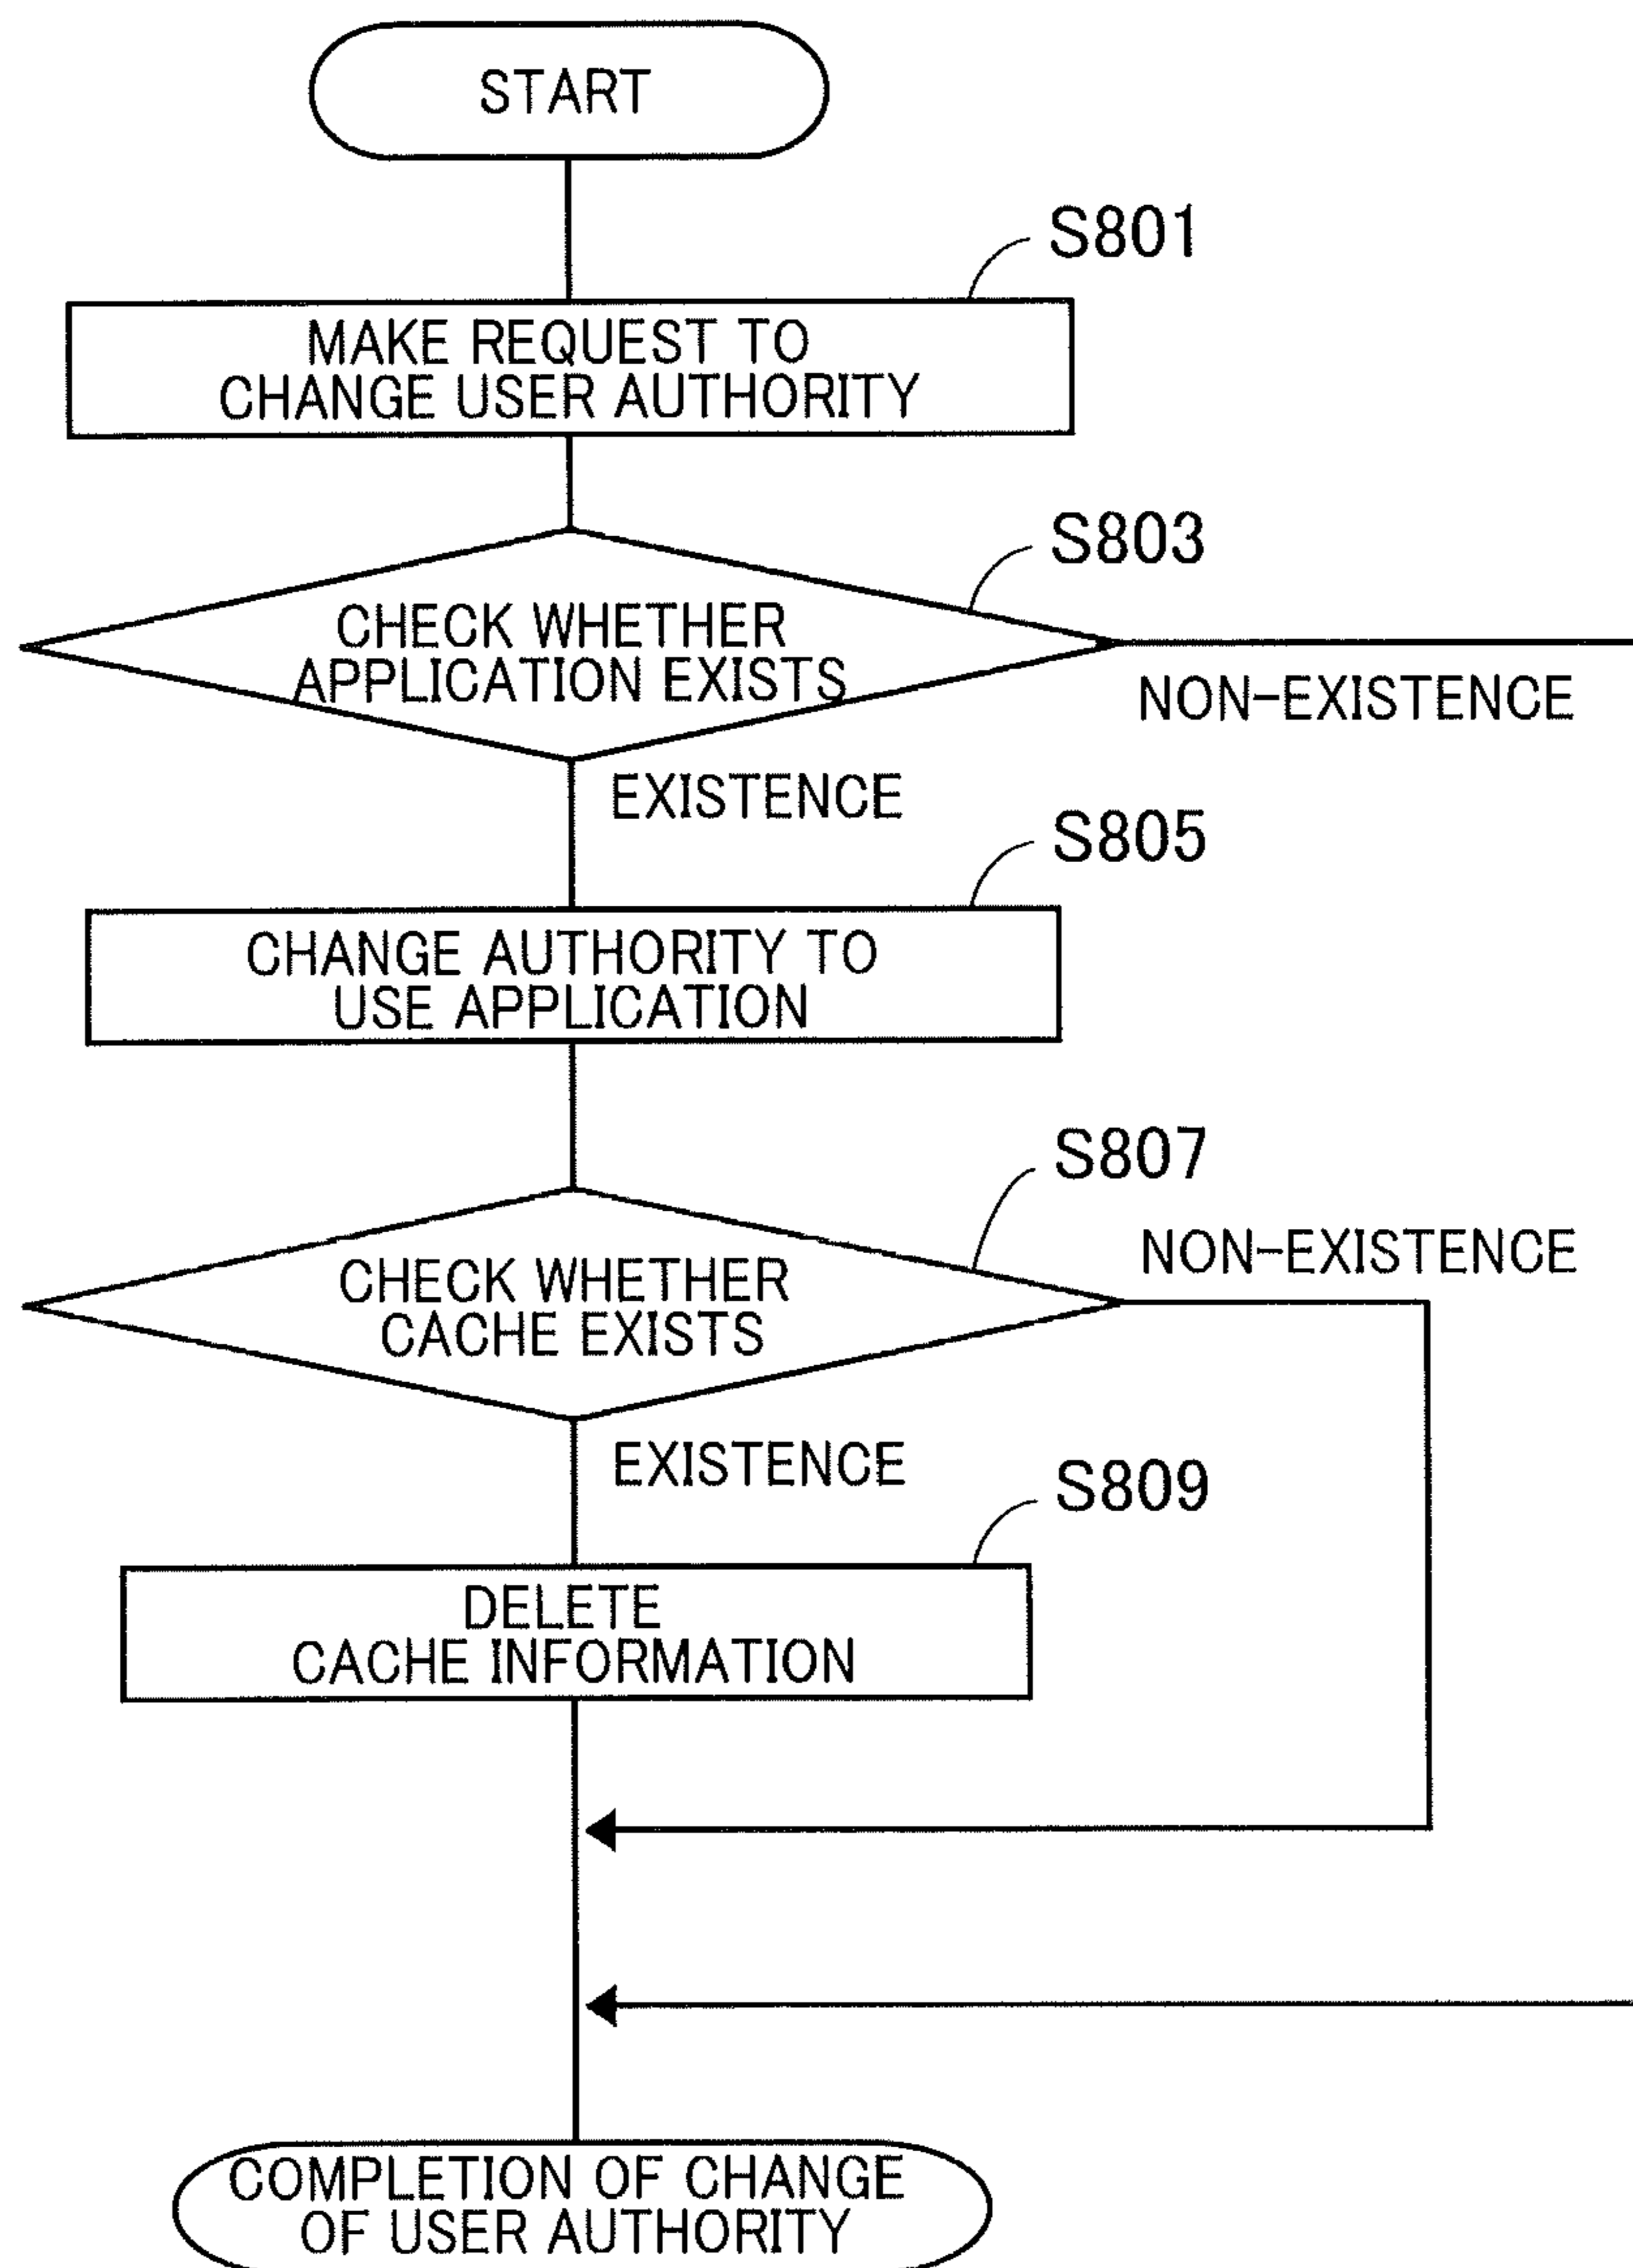 START
S801
MAKE REQUEST TO
CHANGE USER AUTHORITY
S803
CHECK WHETHER
APPLICATION EXISTS
NON-EXISTENCE
EXISTENCE
S805
CHANGE AUTHORITY TO
USE APPLICATION
S807
NON-EXISTENCE
CHECK WHETHER
CACHE EXISTS
EXISTENCE
S809
DELETE
CACHE INFORMATION
COMPLETION OF CHANGE
OF USER AUTHORITY